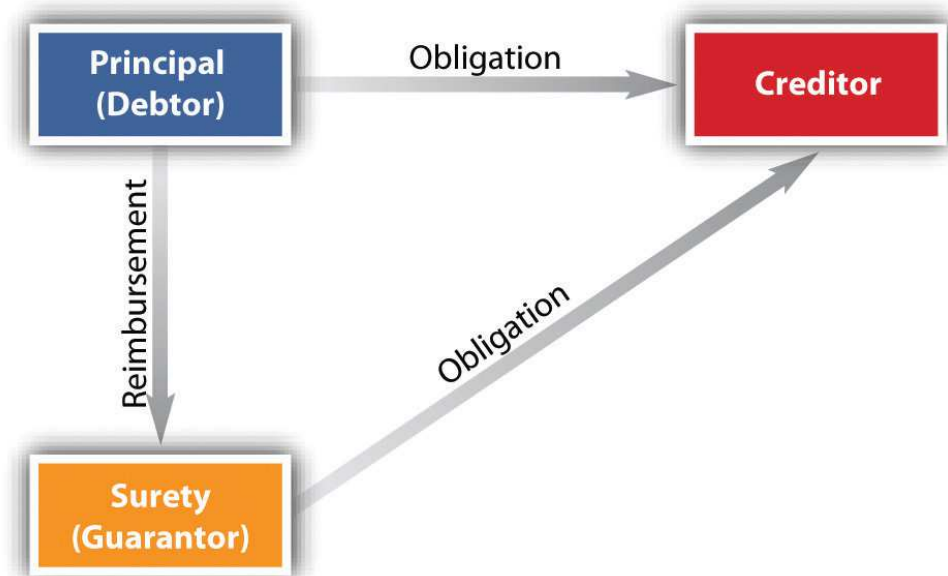 Principal
(Debtor)
Obligation
Creditor
Reimbursement
Obligation
Surety
(Guarantor)